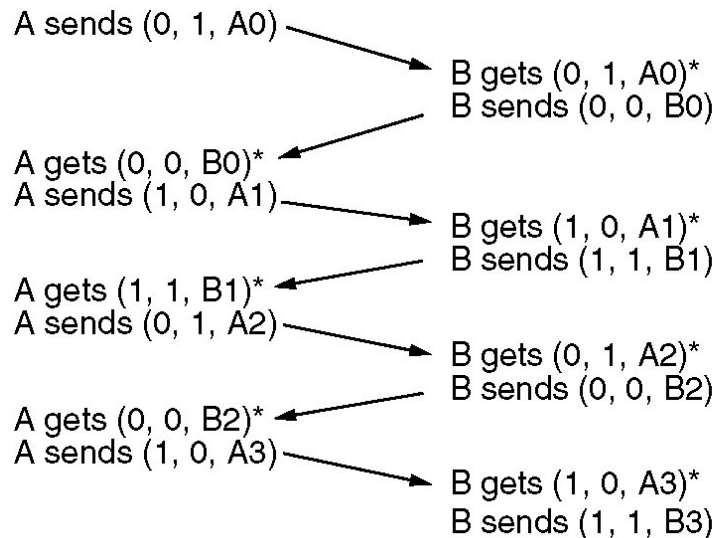 A sends (0, 1, A0)
B gets (0, 1, A0)*
B sends (0, 0, B0)
A gets (0, 0, B0)*
A sends (1, 0, A1)
B gets (1, 0, A1)*
B sends (1, 1, B1)
A gets (1, 1, B1)*
A sends (0, 1, A2)
B gets (0, 1, A2)*
B sends (0, 0, B2)
A gets (0, 0, B2)*
A sends (1, 0, A3)
B gets (1, 0, A3)*
B sends (1, 1, B3)